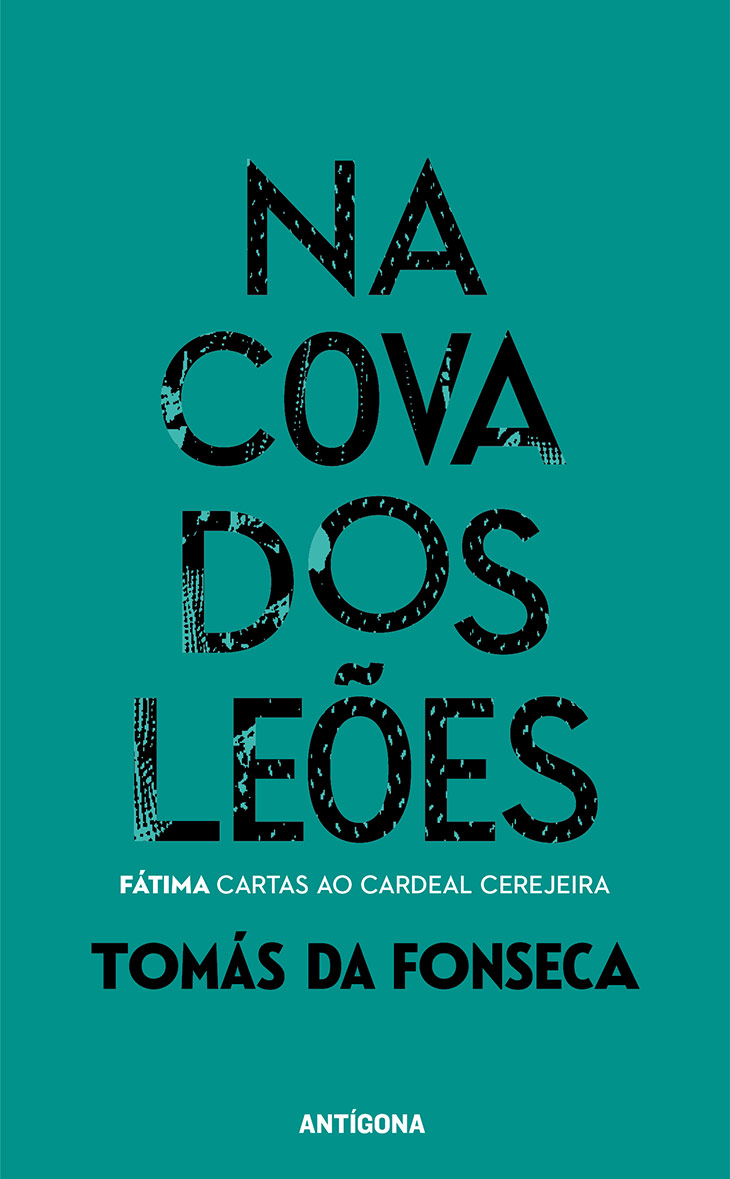 NA
COVA
DOS
LEÕES
FÁTIMA CARTAS AO CARDEAL CEREJEIRA
TOMÁS DA FONSECA
ANTÍGONA